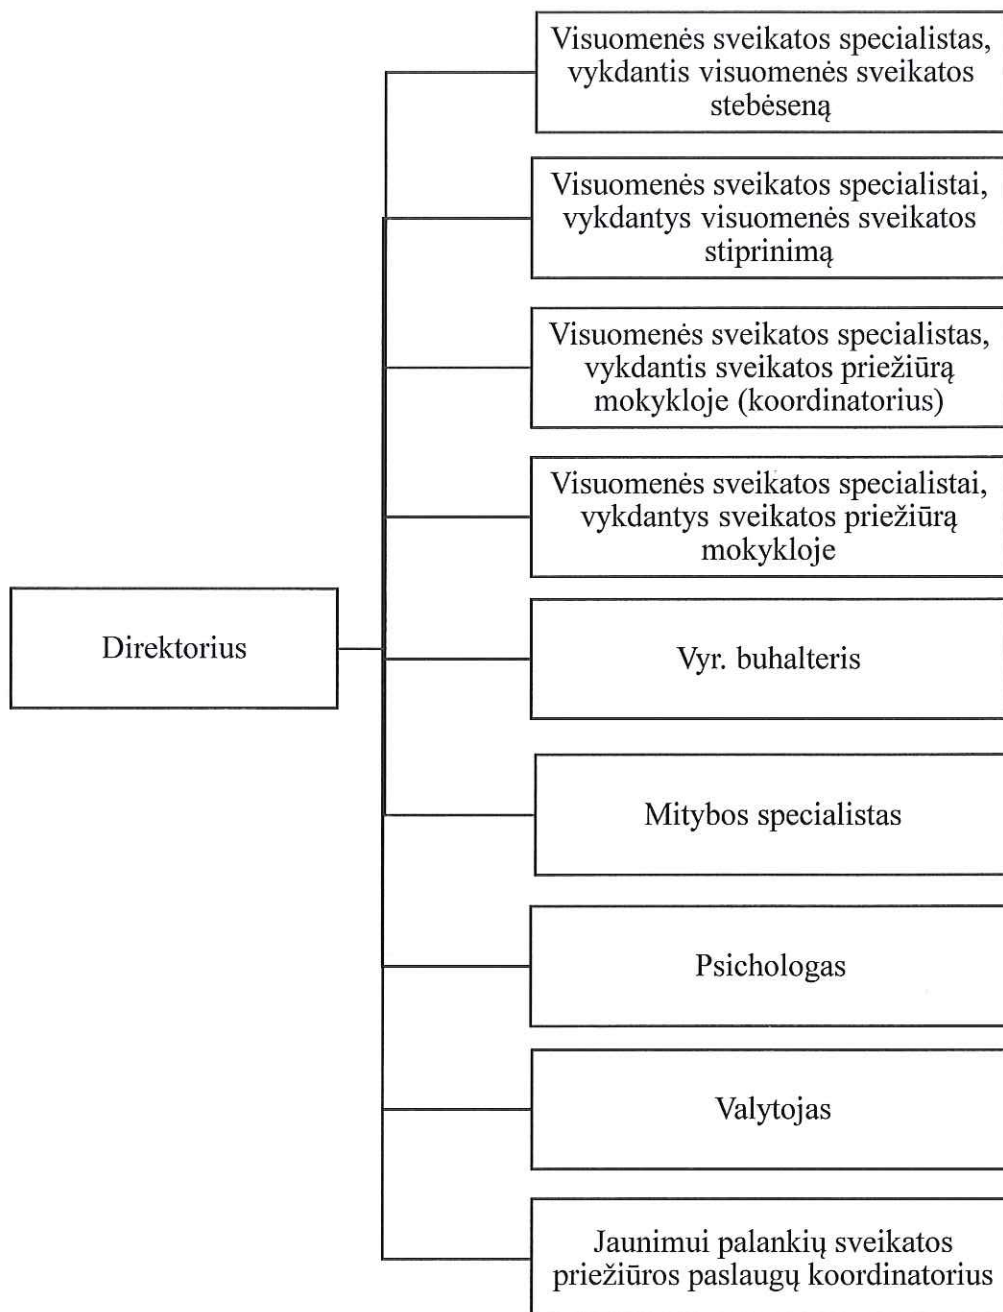 Visuomenės sveikatos specialistas,
vykdantis visuomenės sveikatos
stebėseną
Visuomenės sveikatos specialistai,
vykdantys visuomenės sveikatos
stiprinimą
Visuomenės sveikatos specialistas,
vykdantis sveikatos priežiūrą
mokykloje (koordinatorius)
Visuomenės sveikatos specialistai,
vykdantys sveikatos priežiūrą
mokykloje
Direktorius
Vyr. buhalteris
Mitybos specialistas
Psichologas
Valytojas
Jaunimui palankių sveikatos
priežiūros paslaugų koordinatorius